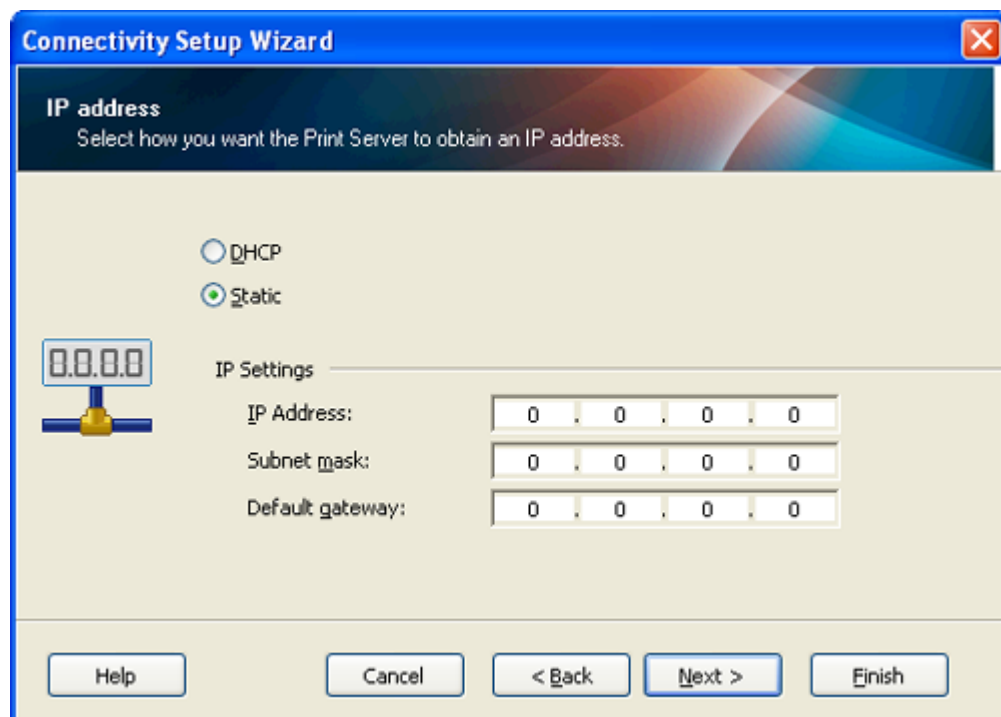 Connectivity Setup Wizard
IP address
Select how you want the Print Server to obtain an IP address.
DHCP
Static
0.0.0.0
IP Settings
IP Address: 0 . 0 . 0 . 0
Subnet mask: 0 . 0 . 0 . 0
Default gateway: 0 . 0 . 0 . 0
Help Cancel < Back Next > Finish